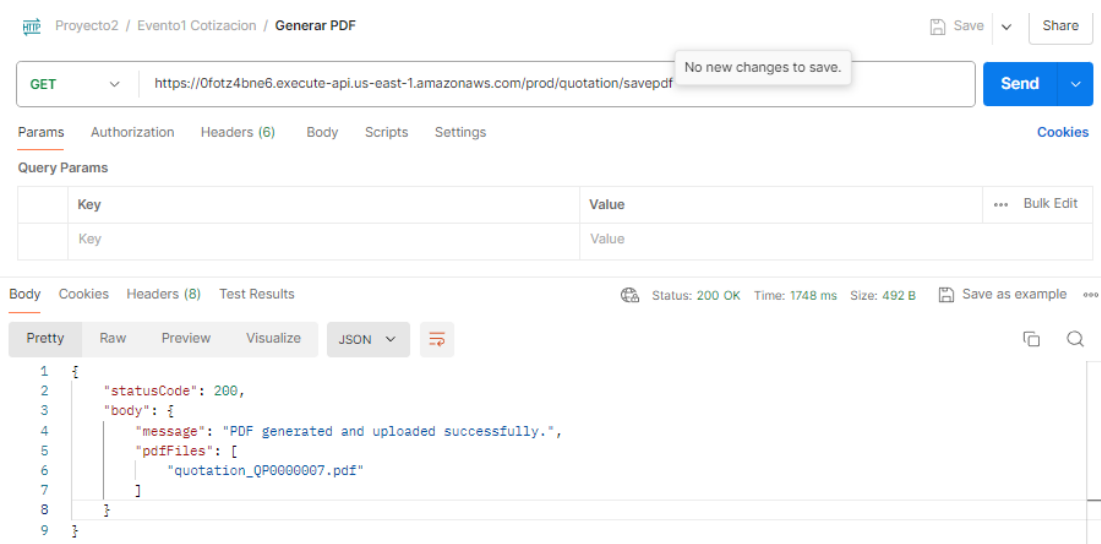 HTTP Proyecto2 / Evento1 Cotizacion / Generar PDF Save Share
No new changes to save.
GET https://0fotz4bne6.execute-api.us-east-1.amazonaws.com/prod/quotation/savepdf Send
Params Authorization Headers (6) Body Scripts Settings Cookies
Query Params
Key Value ••• Bulk Edit
Key Value
Body Cookies Headers (8) Test Results Status: 200 OK Time: 1748 ms Size: 492 B Save as example •••
Pretty Raw Preview Visualize JSON
1 {
2 "statusCode": 200,
3 "body": {
4 "message": "PDF generated and uploaded successfully.",
5 "pdfFiles": [
6 "quotation_QP0000007.pdf"
7 ]
8 }
9 }